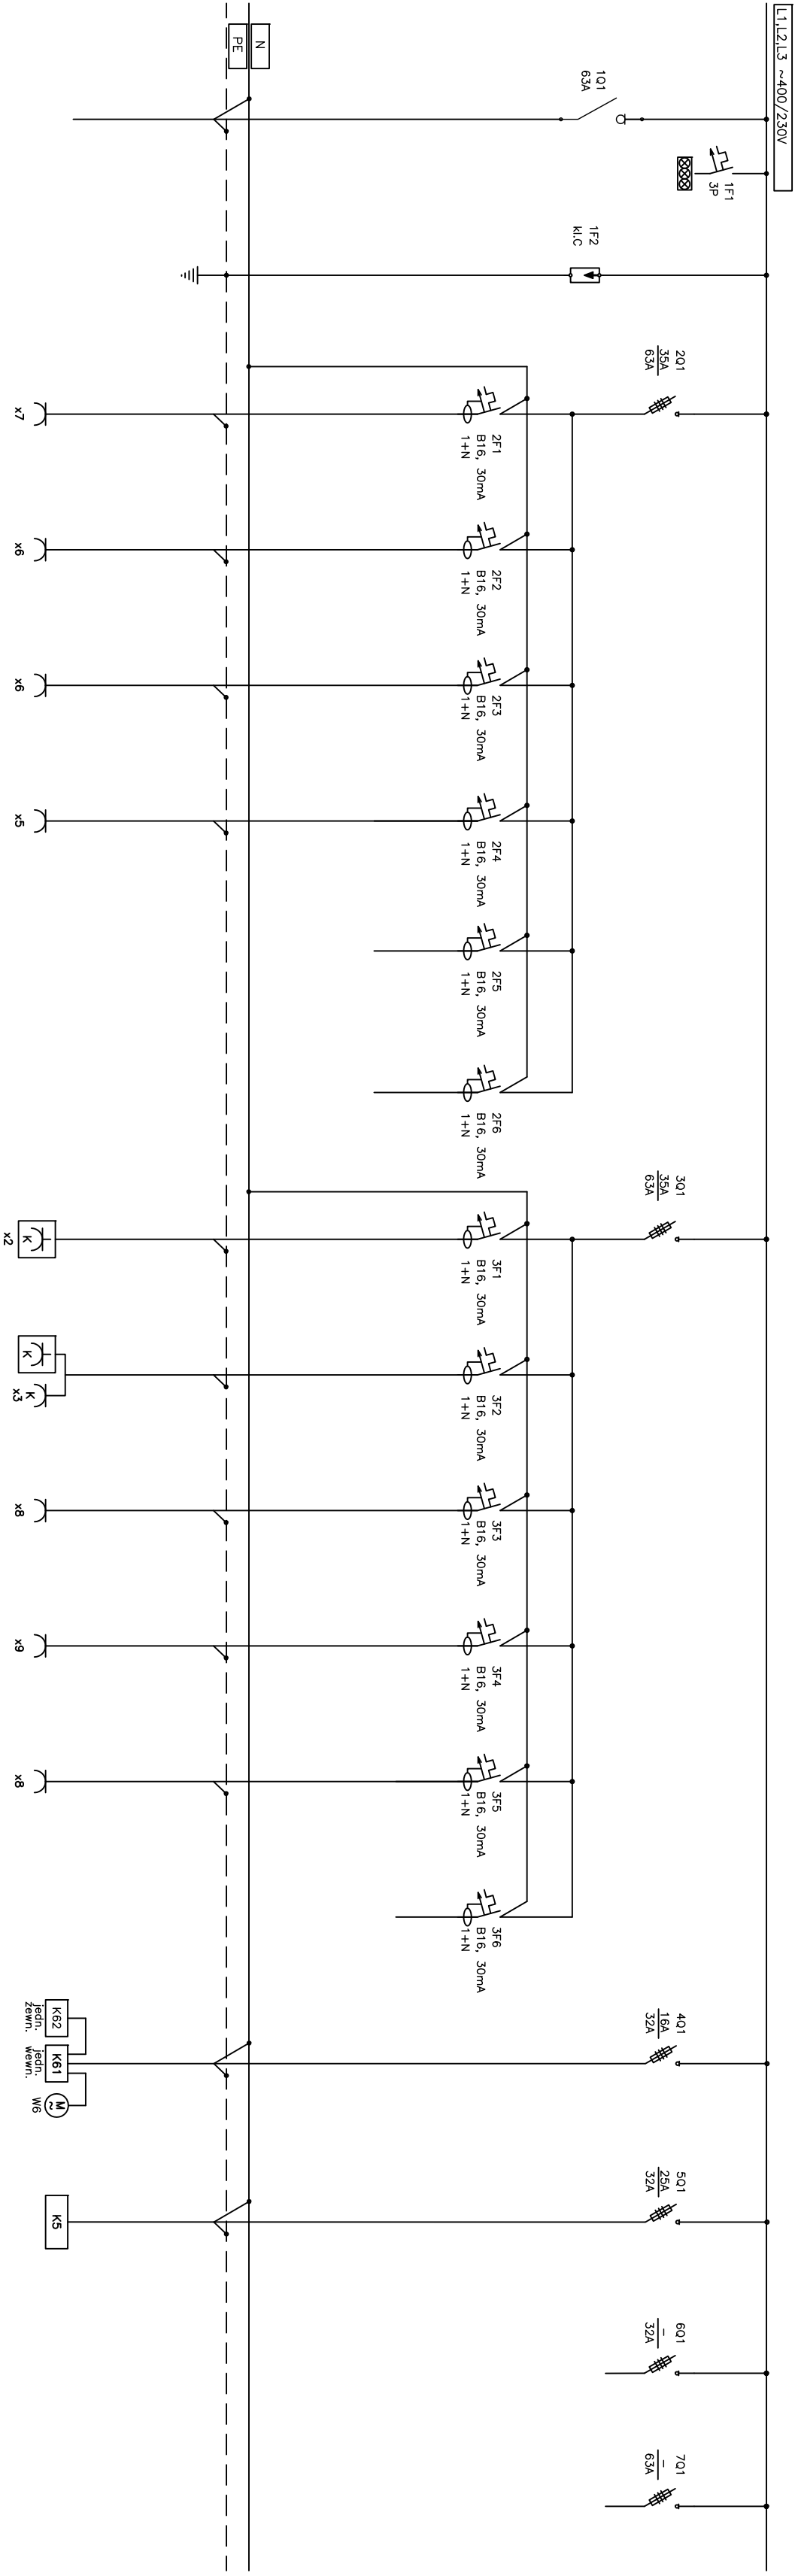 L1,L2,L3 ~400/230V
N
PE
1Q1
63A
1F1
3P
1F2
kl.C
2Q1
35A
63A
2F1
B16, 30mA
1+N
x7
2F2
B16, 30mA
1+N
x6
2F3
B16, 30mA
1+N
x6
2F4
B16, 30mA
1+N
x5
2F5
B16, 30mA
1+N
2F6
B16, 30mA
1+N
3Q1
35A
63A
3F1
B16, 30mA
1+N
K
x2
3F2
B16, 30mA
1+N
K
K
x3
3F3
B16, 30mA
1+N
x8
3F4
B16, 30mA
1+N
x9
3F5
B16, 30mA
1+N
x8
3F6
B16, 30mA
1+N
4Q1
16A
32A
K62
jedn.
zewn.
K61
jedn.
wewn.
M
~
W6
5Q1
25A
32A
K5
6Q1
–
32A
7Q1
–
63A